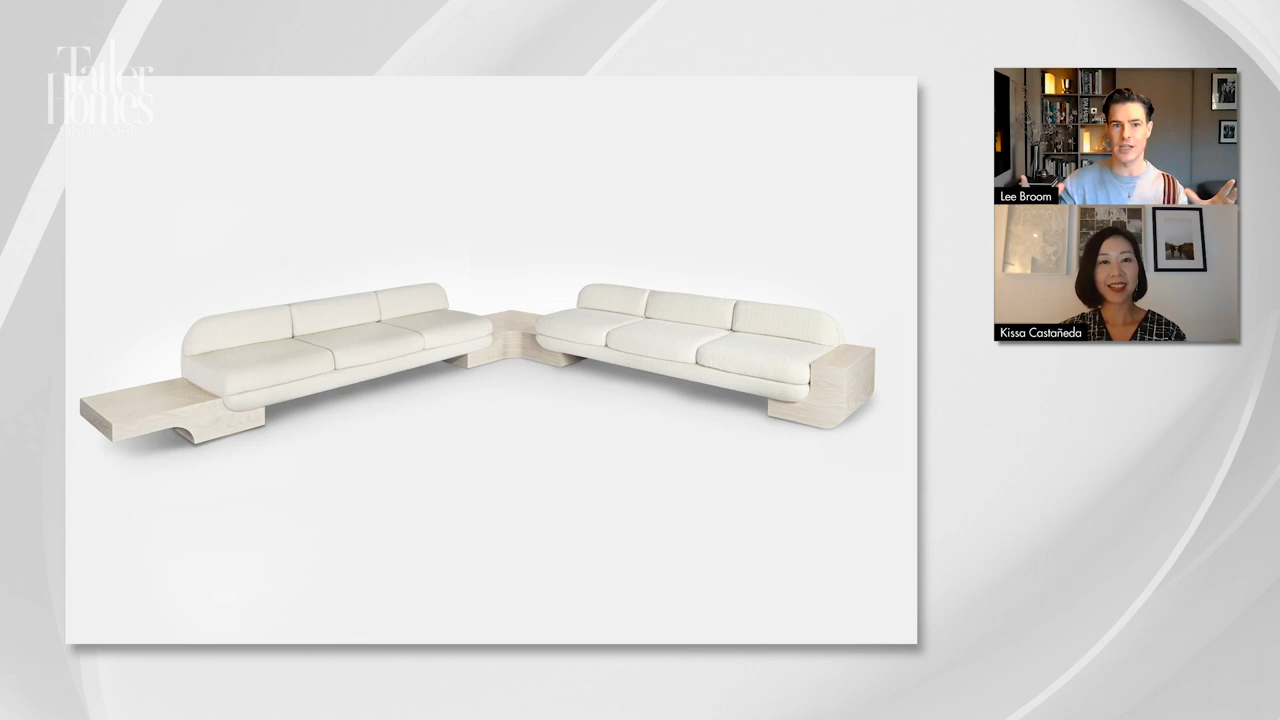 Tatler
Homes
SINGAPORE
Lee Broom
Kissa Castañeda